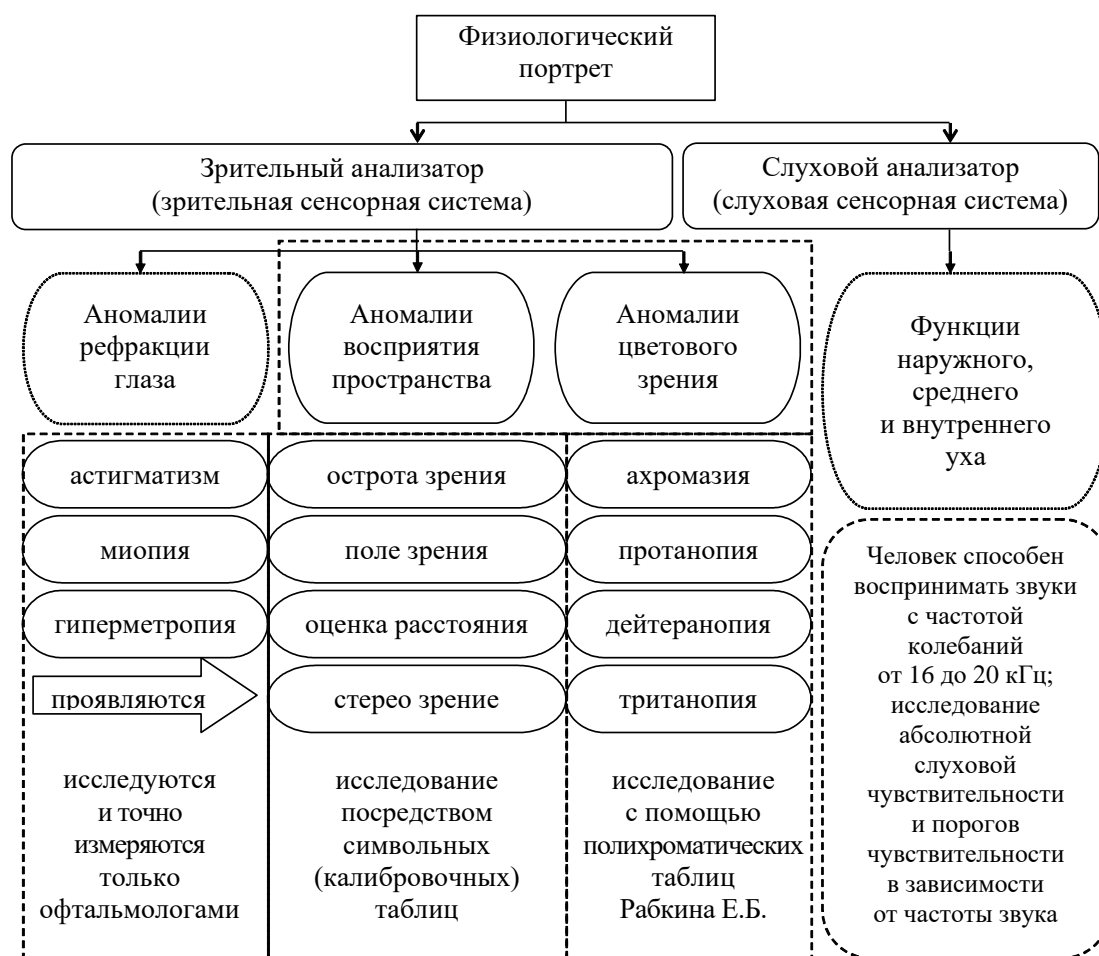 Физиологический
портрет
Зрительный анализатор
(зрительная сенсорная система)
Слуховой анализатор
(слуховая сенсорная система)
Аномалии
рефракции
глаза
Аномалии
восприятия
пространства
Аномалии
цветового
зрения
Функции
наружного,
среднего
и внутреннего
уха
астигматизм
миопия
гиперметропия
проявляются
исследуются
и точно
измеряются
только
офтальмологами
острота зрения
поле зрения
оценка расстояния
стерео зрение
исследование
посредством
символьных
(калибровочных)
таблиц
ахромазия
протанопия
дейтеранопия
тританопия
исследование
с помощью
полихроматических
таблиц
Рабкина Е.Б.
Человек способен
воспринимать звуки
с частотой
колебаний
от 16 до 20 кГц;
исследование
абсолютной
слуховой
чувствительности
и порогов
чувствительности
в зависимости
от частоты звука